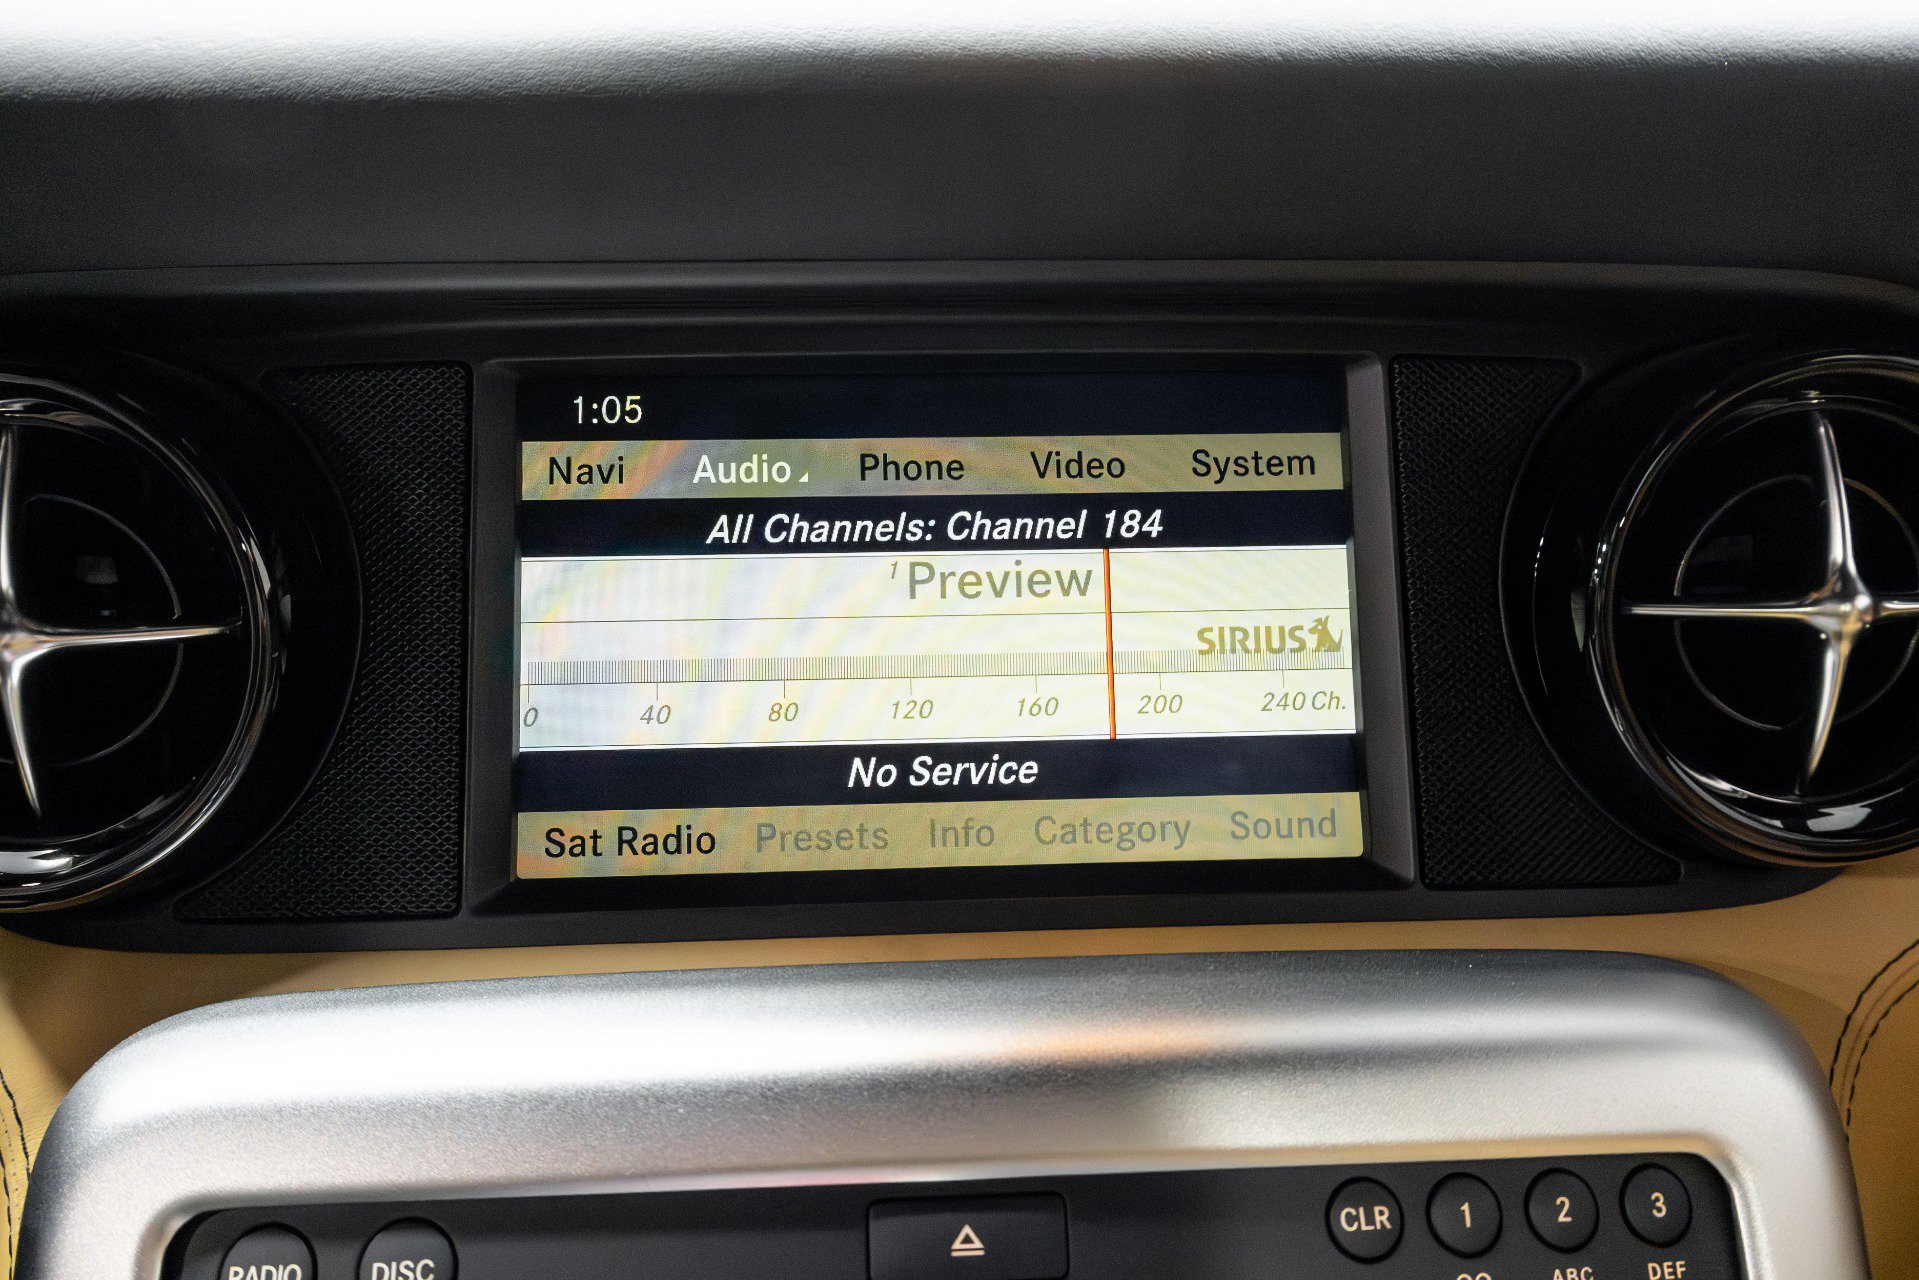 1:05
Navi Audio Phone Video System
All Channels: Channel 184
1 Preview
SIRIUS
0 40 80 120 160 200 240 Ch.
No Service
Sat Radio Presets Info Category Sound
RADIO DISC CLR 1 2 3
ABC DEF